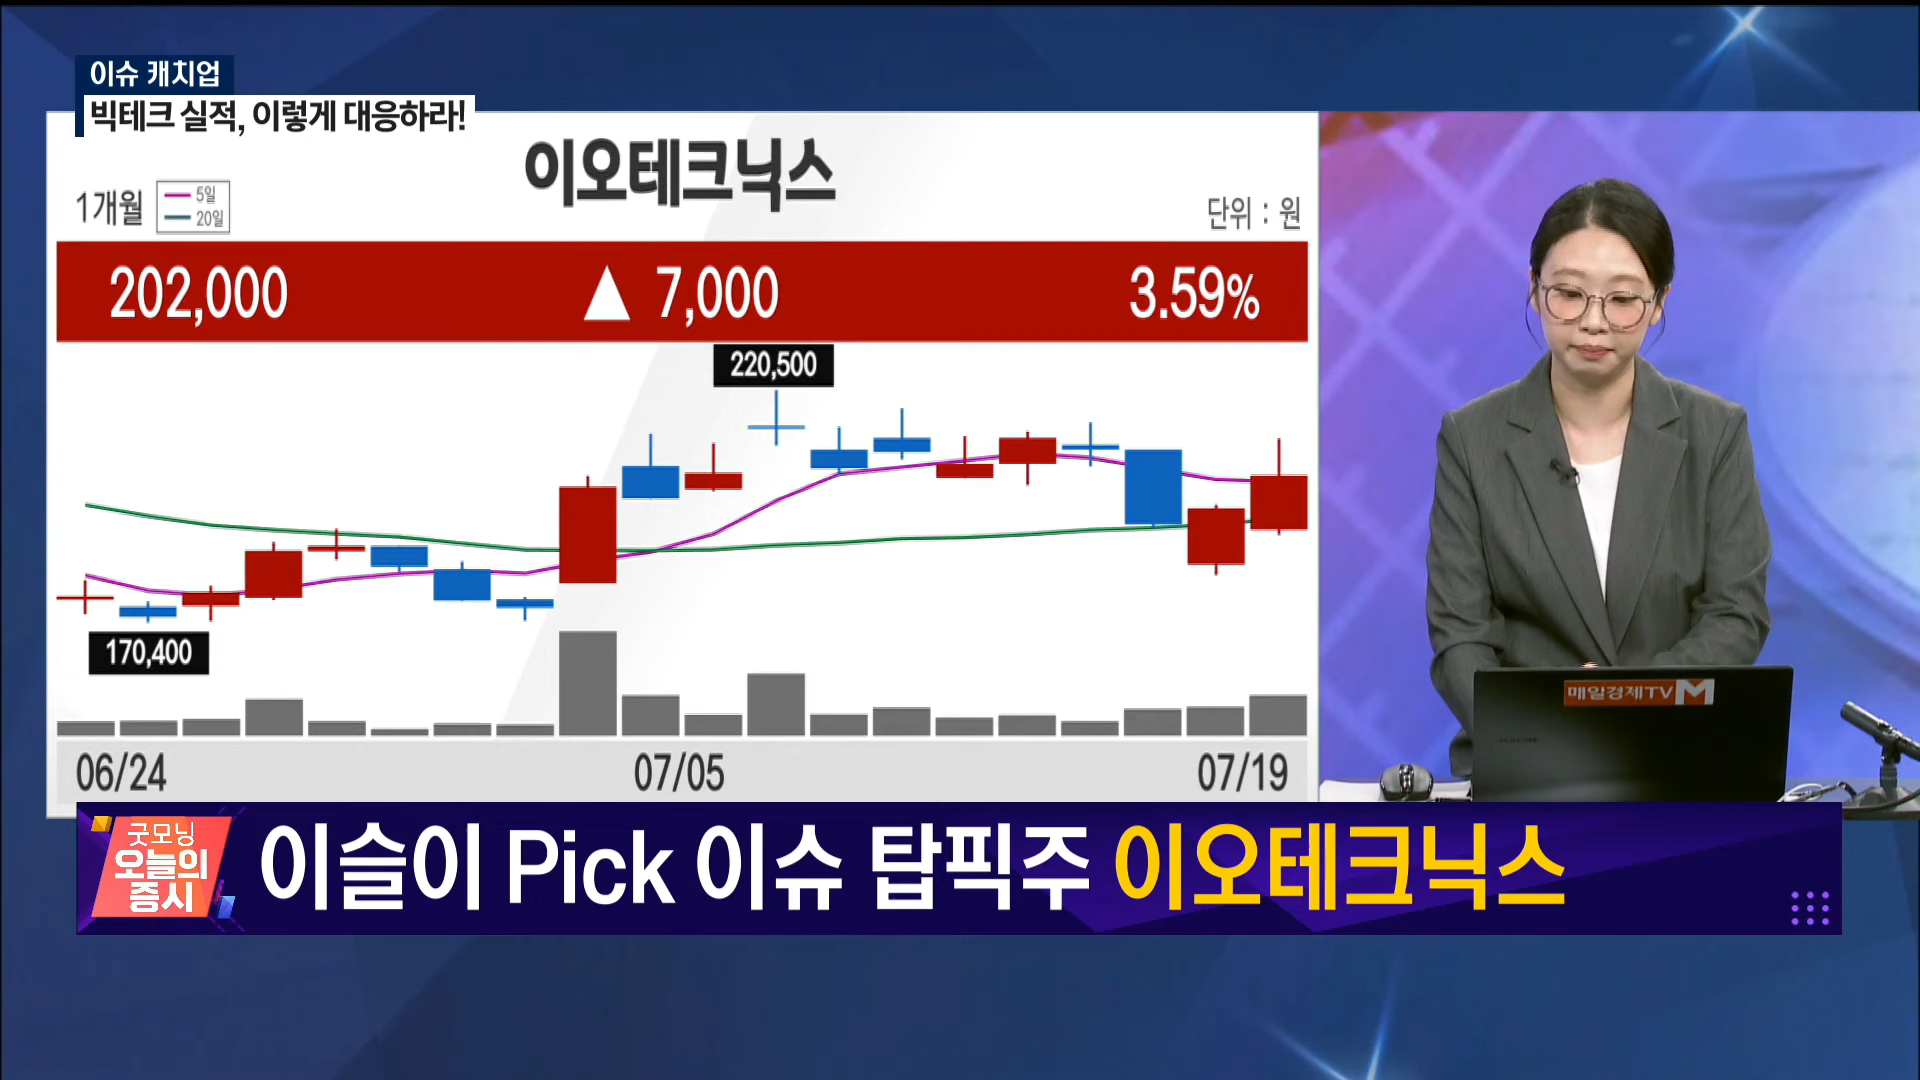 이슈 캐치업
빅테크 실적, 이렇게 대응하라!
이오테크닉스
1개월
5일
20일
단위 : 원
202,000 ▲ 7,000 3.59%
220,500
170,400
06/24 07/05 07/19
매일경제TV M
SAMSUNG
굿모닝
오늘의
증시
이슬이 Pick 이슈 탑픽주 이오테크닉스